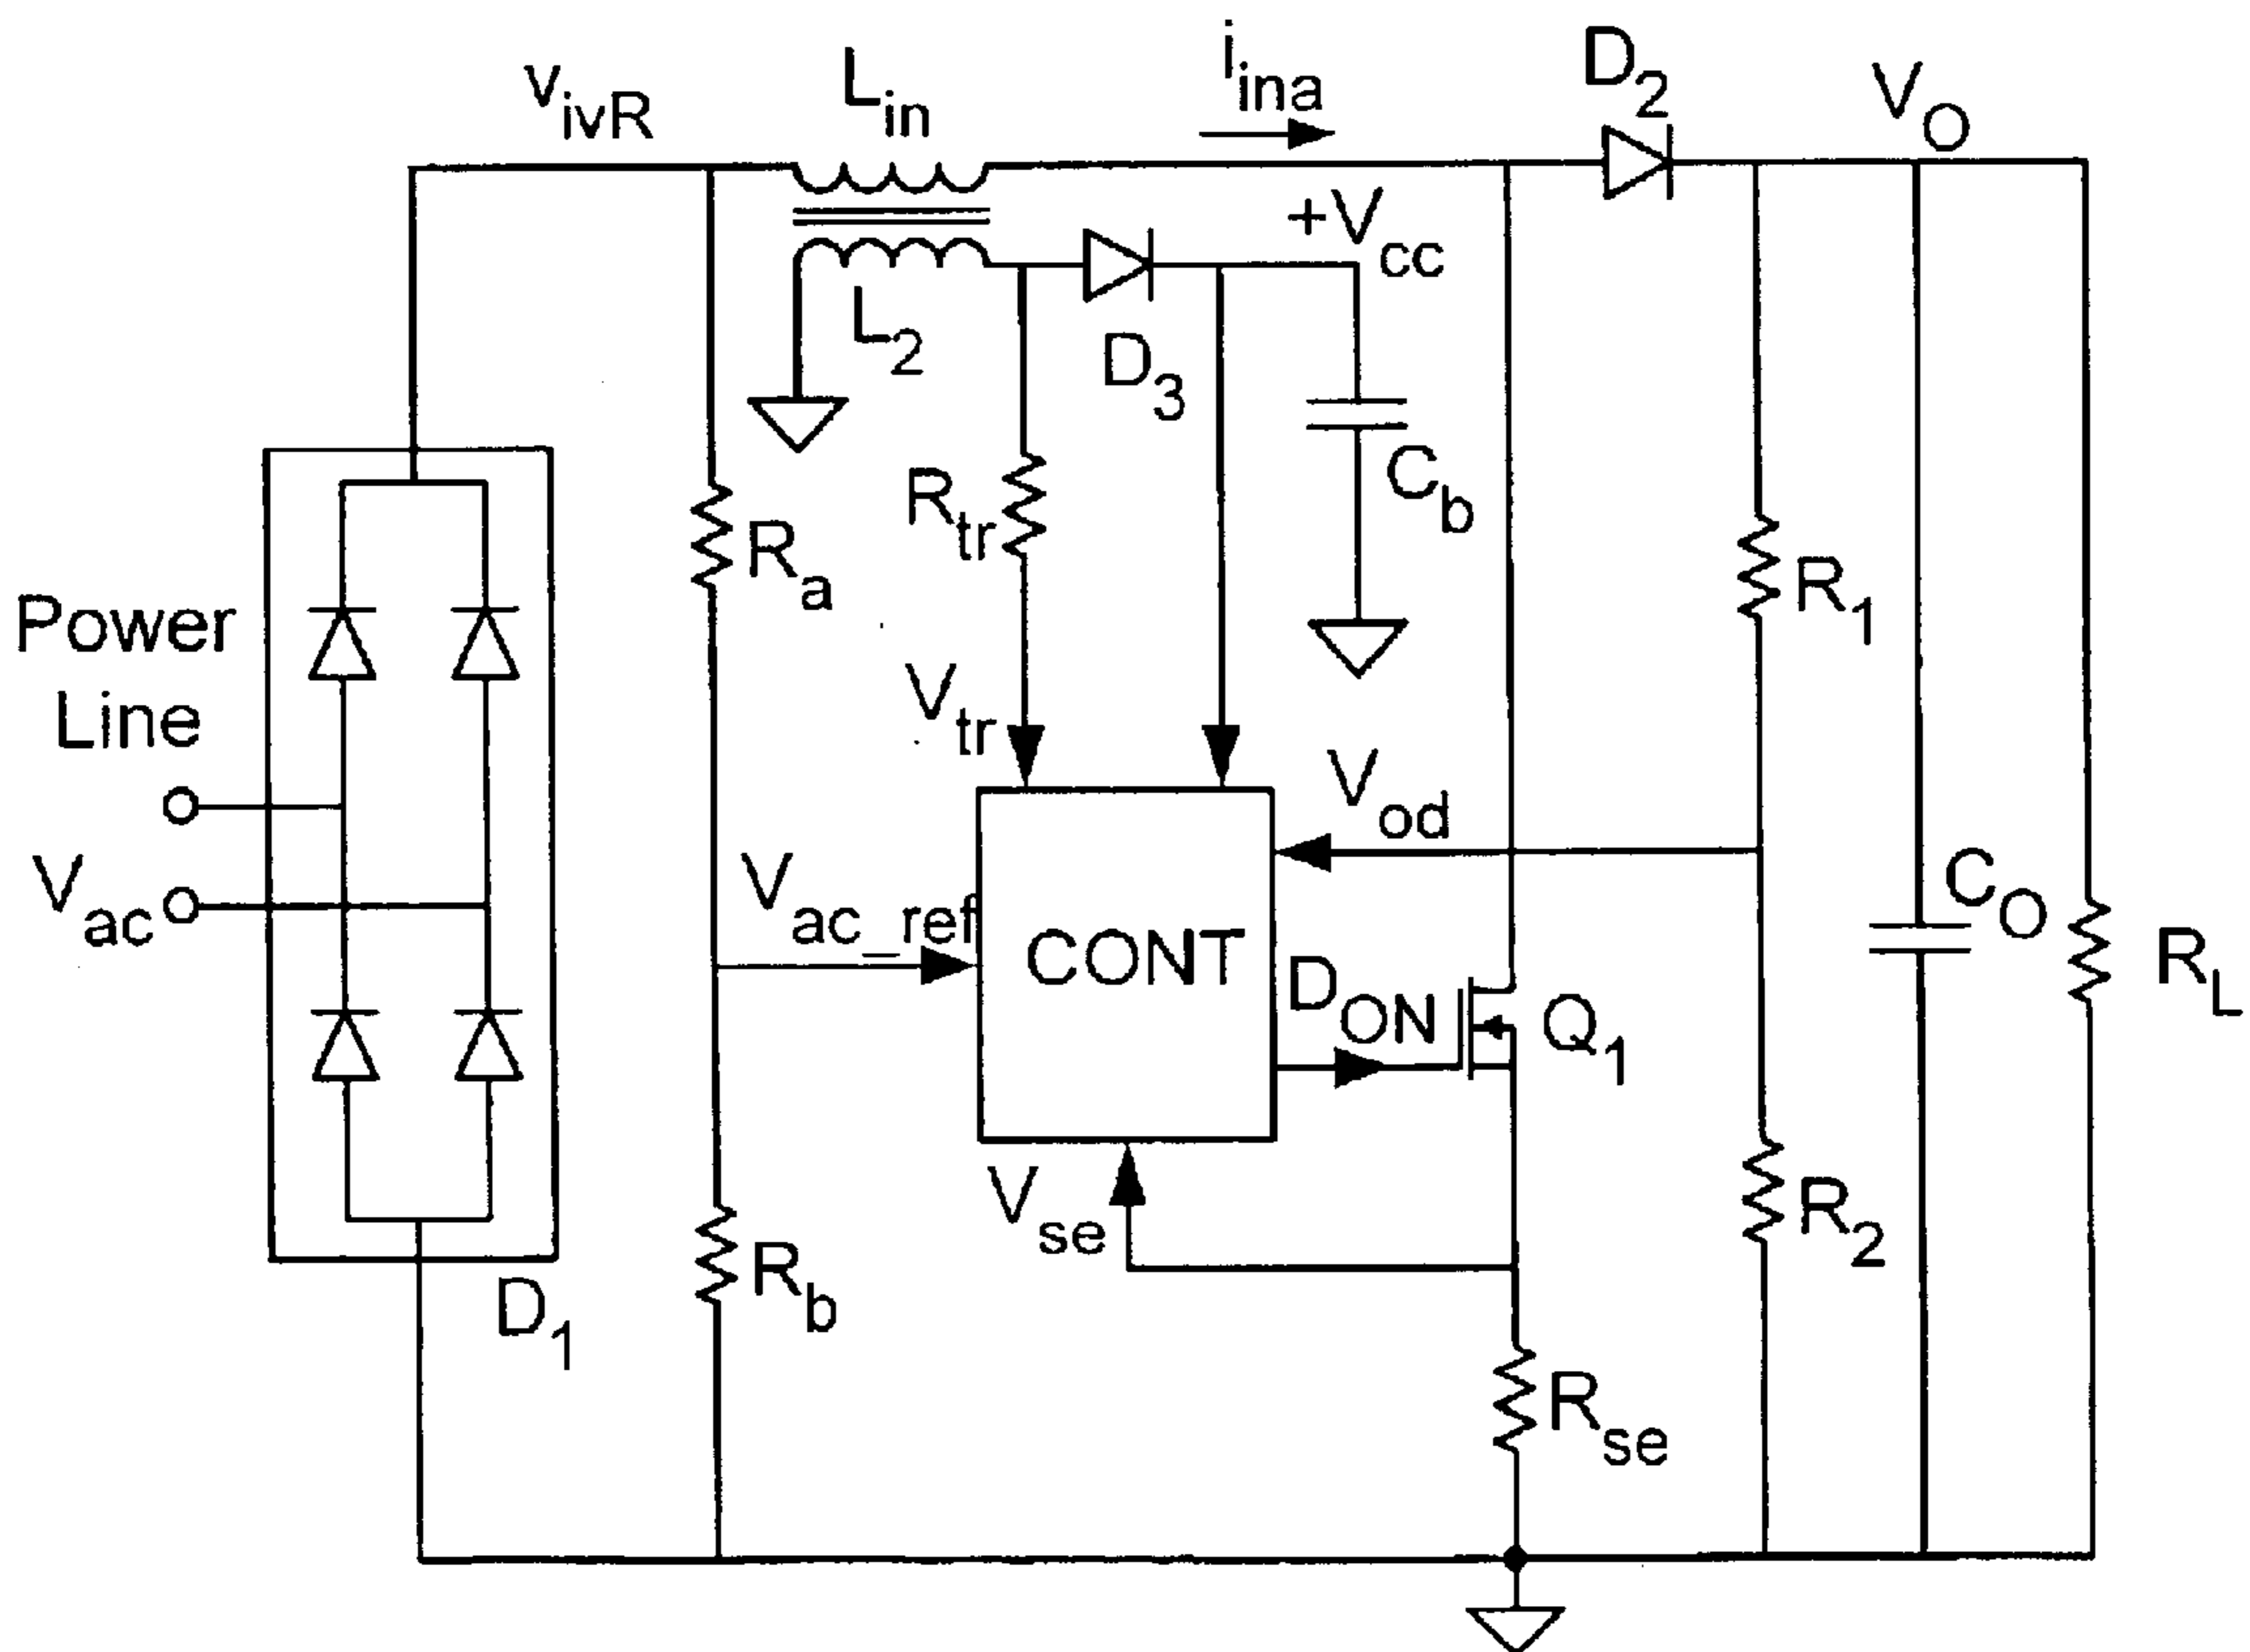 v_ivR
L_in
i_ina
D_2
V_O
+V_cc
L_2
D_3
C_b
R_tr
R_a
R_1
Power
Line
V_tr
V_od
V_ac
V_ac_ref
CONT
C_O
R_L
D_ON
Q_1
V_se
R_2
R_b
D_1
R_se